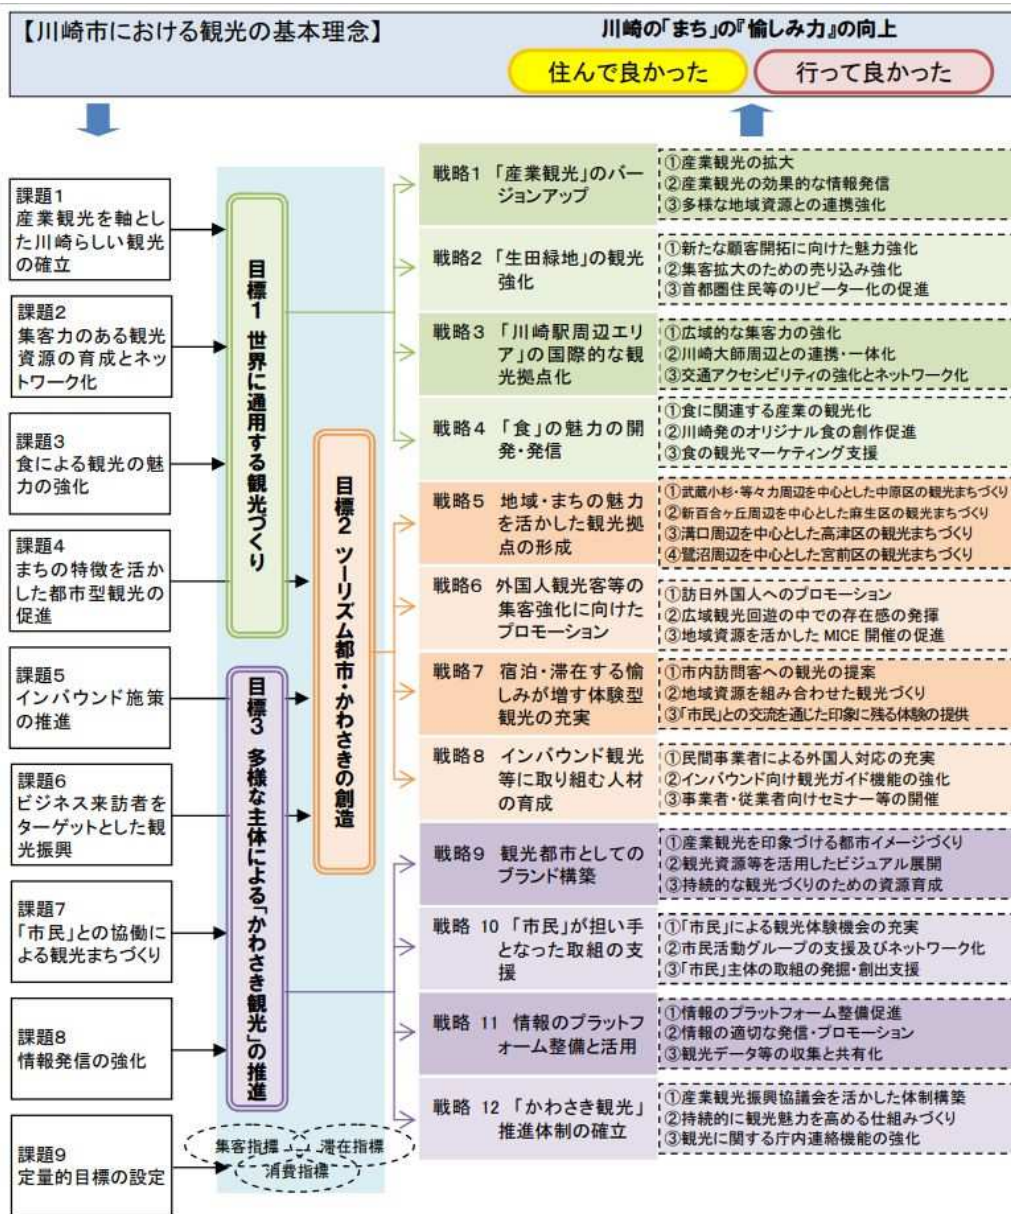 【川崎市における観光の基本理念】
川崎の「まち」の『愉しみ力』の向上
住んで良かった
行って良かった
課題1
産業観光を軸とし
た川崎らしい観光
の確立
課題2
集客力のある観光
資源の育成とネッ
トワーク化
課題3
食による観光の魅
力の強化
課題4
まちの特徴を活か
した都市型観光の
促進
課題5
インバウンド施策
の推進
課題6
ビジネス来訪者を
ターゲットとした観
光振興
課題7
「市民」との協働に
よる観光まちづくり
課題8
情報発信の強化
課題9
定量的目標の設定
目標1 世界に通用する観光づくり
目標2 ツーリズム都市・かわさきの創造
目標3 多様な主体による「かわさき観光」の推進
集客指標
滞在指標
消費指標
戦略1 「産業観光」のバー
ジョンアップ
①産業観光の拡大
②産業観光の効果的な情報発信
③多様な地域資源との連携強化
戦略2 「生田緑地」の観光
強化
①新たな顧客開拓に向けた魅力強化
②集客拡大のための売り込み強化
③首都圏住民等のリピーター化の促進
戦略3 「川崎駅周辺エリ
ア」の国際的な観
光拠点化
①広域的な集客力の強化
②川崎大師周辺との連携・一体化
③交通アクセシビリティの強化とネットワーク化
戦略4 「食」の魅力の開
発・発信
①食に関連する産業の観光化
②川崎発のオリジナル食の創作促進
③食の観光マーケティング支援
戦略5 地域・まちの魅力
を活かした観光拠
点の形成
①武蔵小杉・等々力周辺を中心とした中原区の観光まちづくり
②新百合ヶ丘周辺を中心とした麻生区の観光まちづくり
③溝口周辺を中心とした高津区の観光まちづくり
④鷺沼周辺を中心とした宮前区の観光まちづくり
戦略6 外国人観光客等の
集客強化に向けた
プロモーション
①訪日外国人へのプロモーション
②広域観光回遊の中での存在感の発揮
③地域資源を活かした MICE 開催の促進
戦略7 宿泊・滞在する愉
しみが増す体験型
観光の充実
①市内訪問客への観光の提案
②地域資源を組み合わせた観光づくり
③「市民」との交流を通じた印象に残る体験の提供
戦略8 インバウンド観光
等に取り組む人材
の育成
①民間事業者による外国人対応の充実
②インバウンド向け観光ガイド機能の強化
③事業者・従業者向けセミナー等の開催
戦略9 観光都市としての
ブランド構築
①産業観光を印象づける都市イメージづくり
②観光資源等を活用したビジュアル展開
③持続的な観光づくりのための資源育成
戦略 10 「市民」が担い手
となった取組の支
援
①「市民」による観光体験機会の充実
②市民活動グループの支援及びネットワーク化
③「市民」主体の取組の発掘・創出支援
戦略 11 情報のプラットフ
ォーム整備と活用
①情報のプラットフォーム整備促進
②情報の適切な発信・プロモーション
③観光データ等の収集と共有化
戦略 12 「かわさき観光」
推進体制の確立
①産業観光振興協議会を活かした体制構築
②持続的に観光魅力を高める仕組みづくり
③観光に関する庁内連絡機能の強化